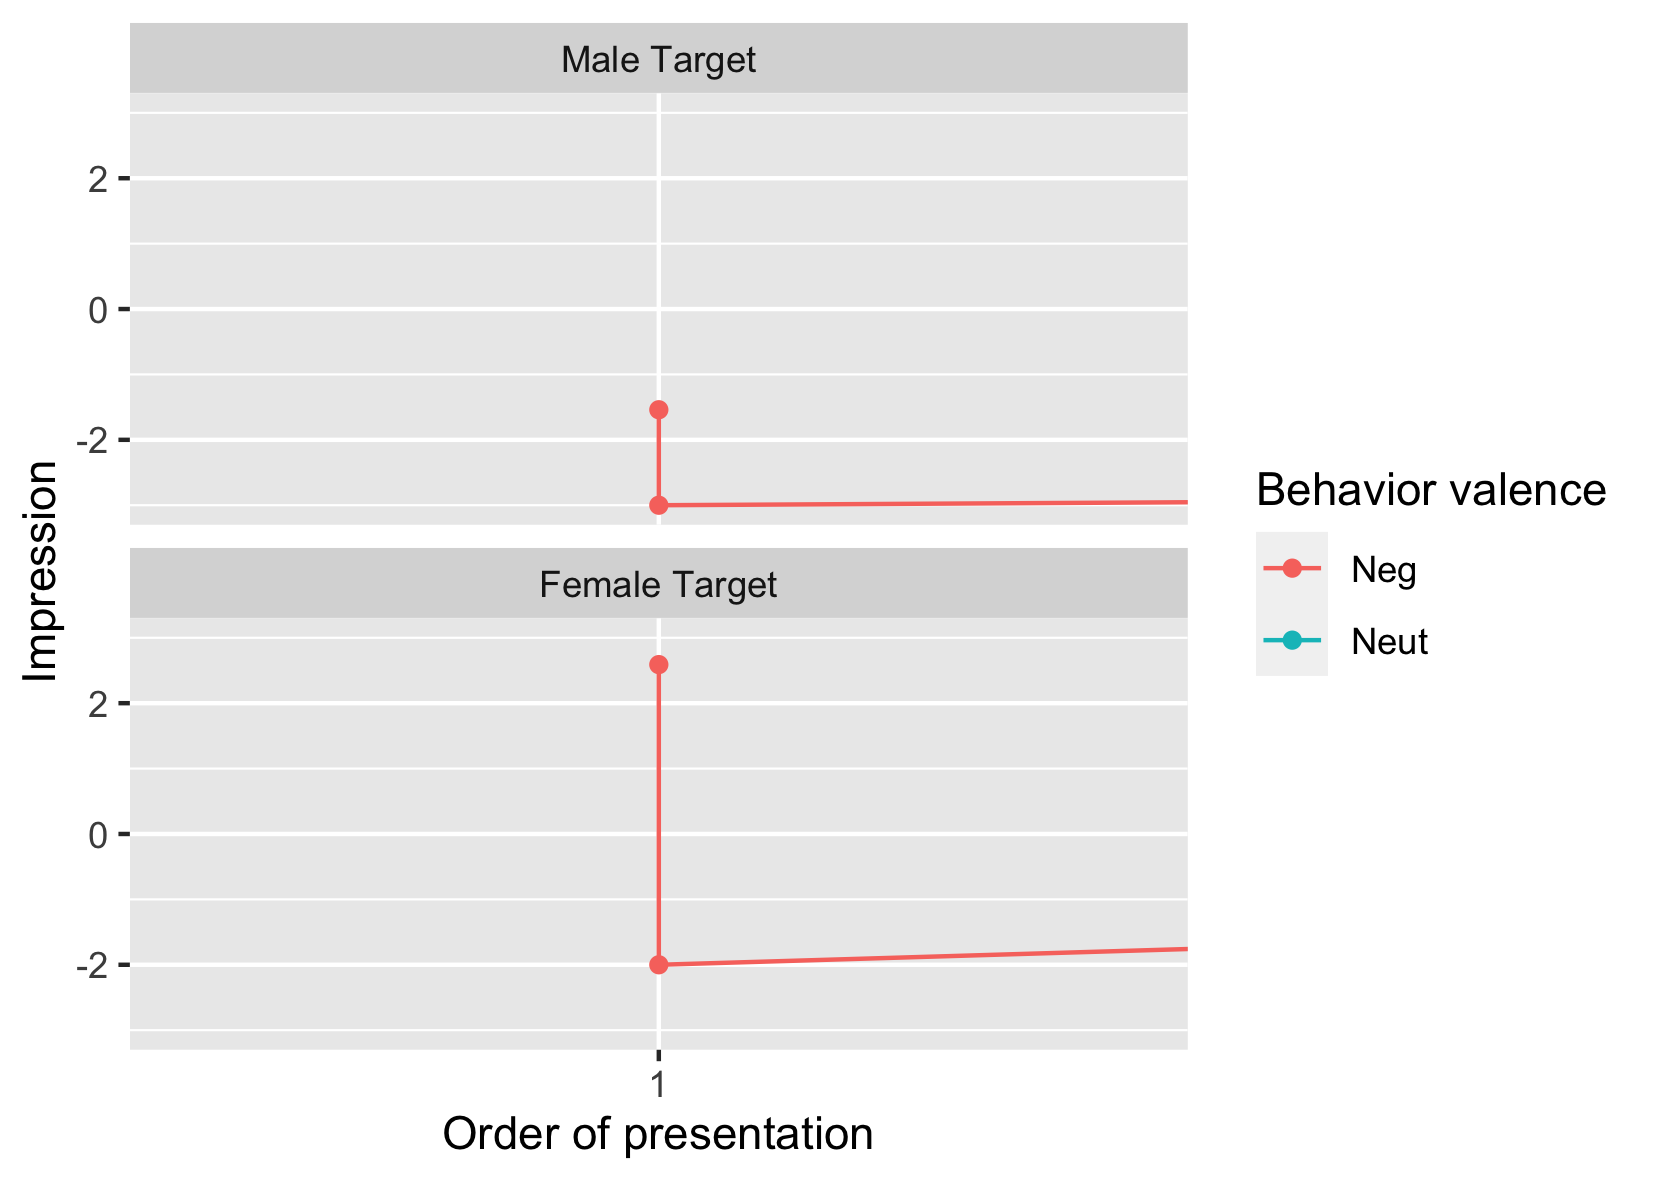 Male Target
2
0
-2
Impression
Female Target
2
0
-2
1
Order of presentation
Behavior valence
Neg
Neut